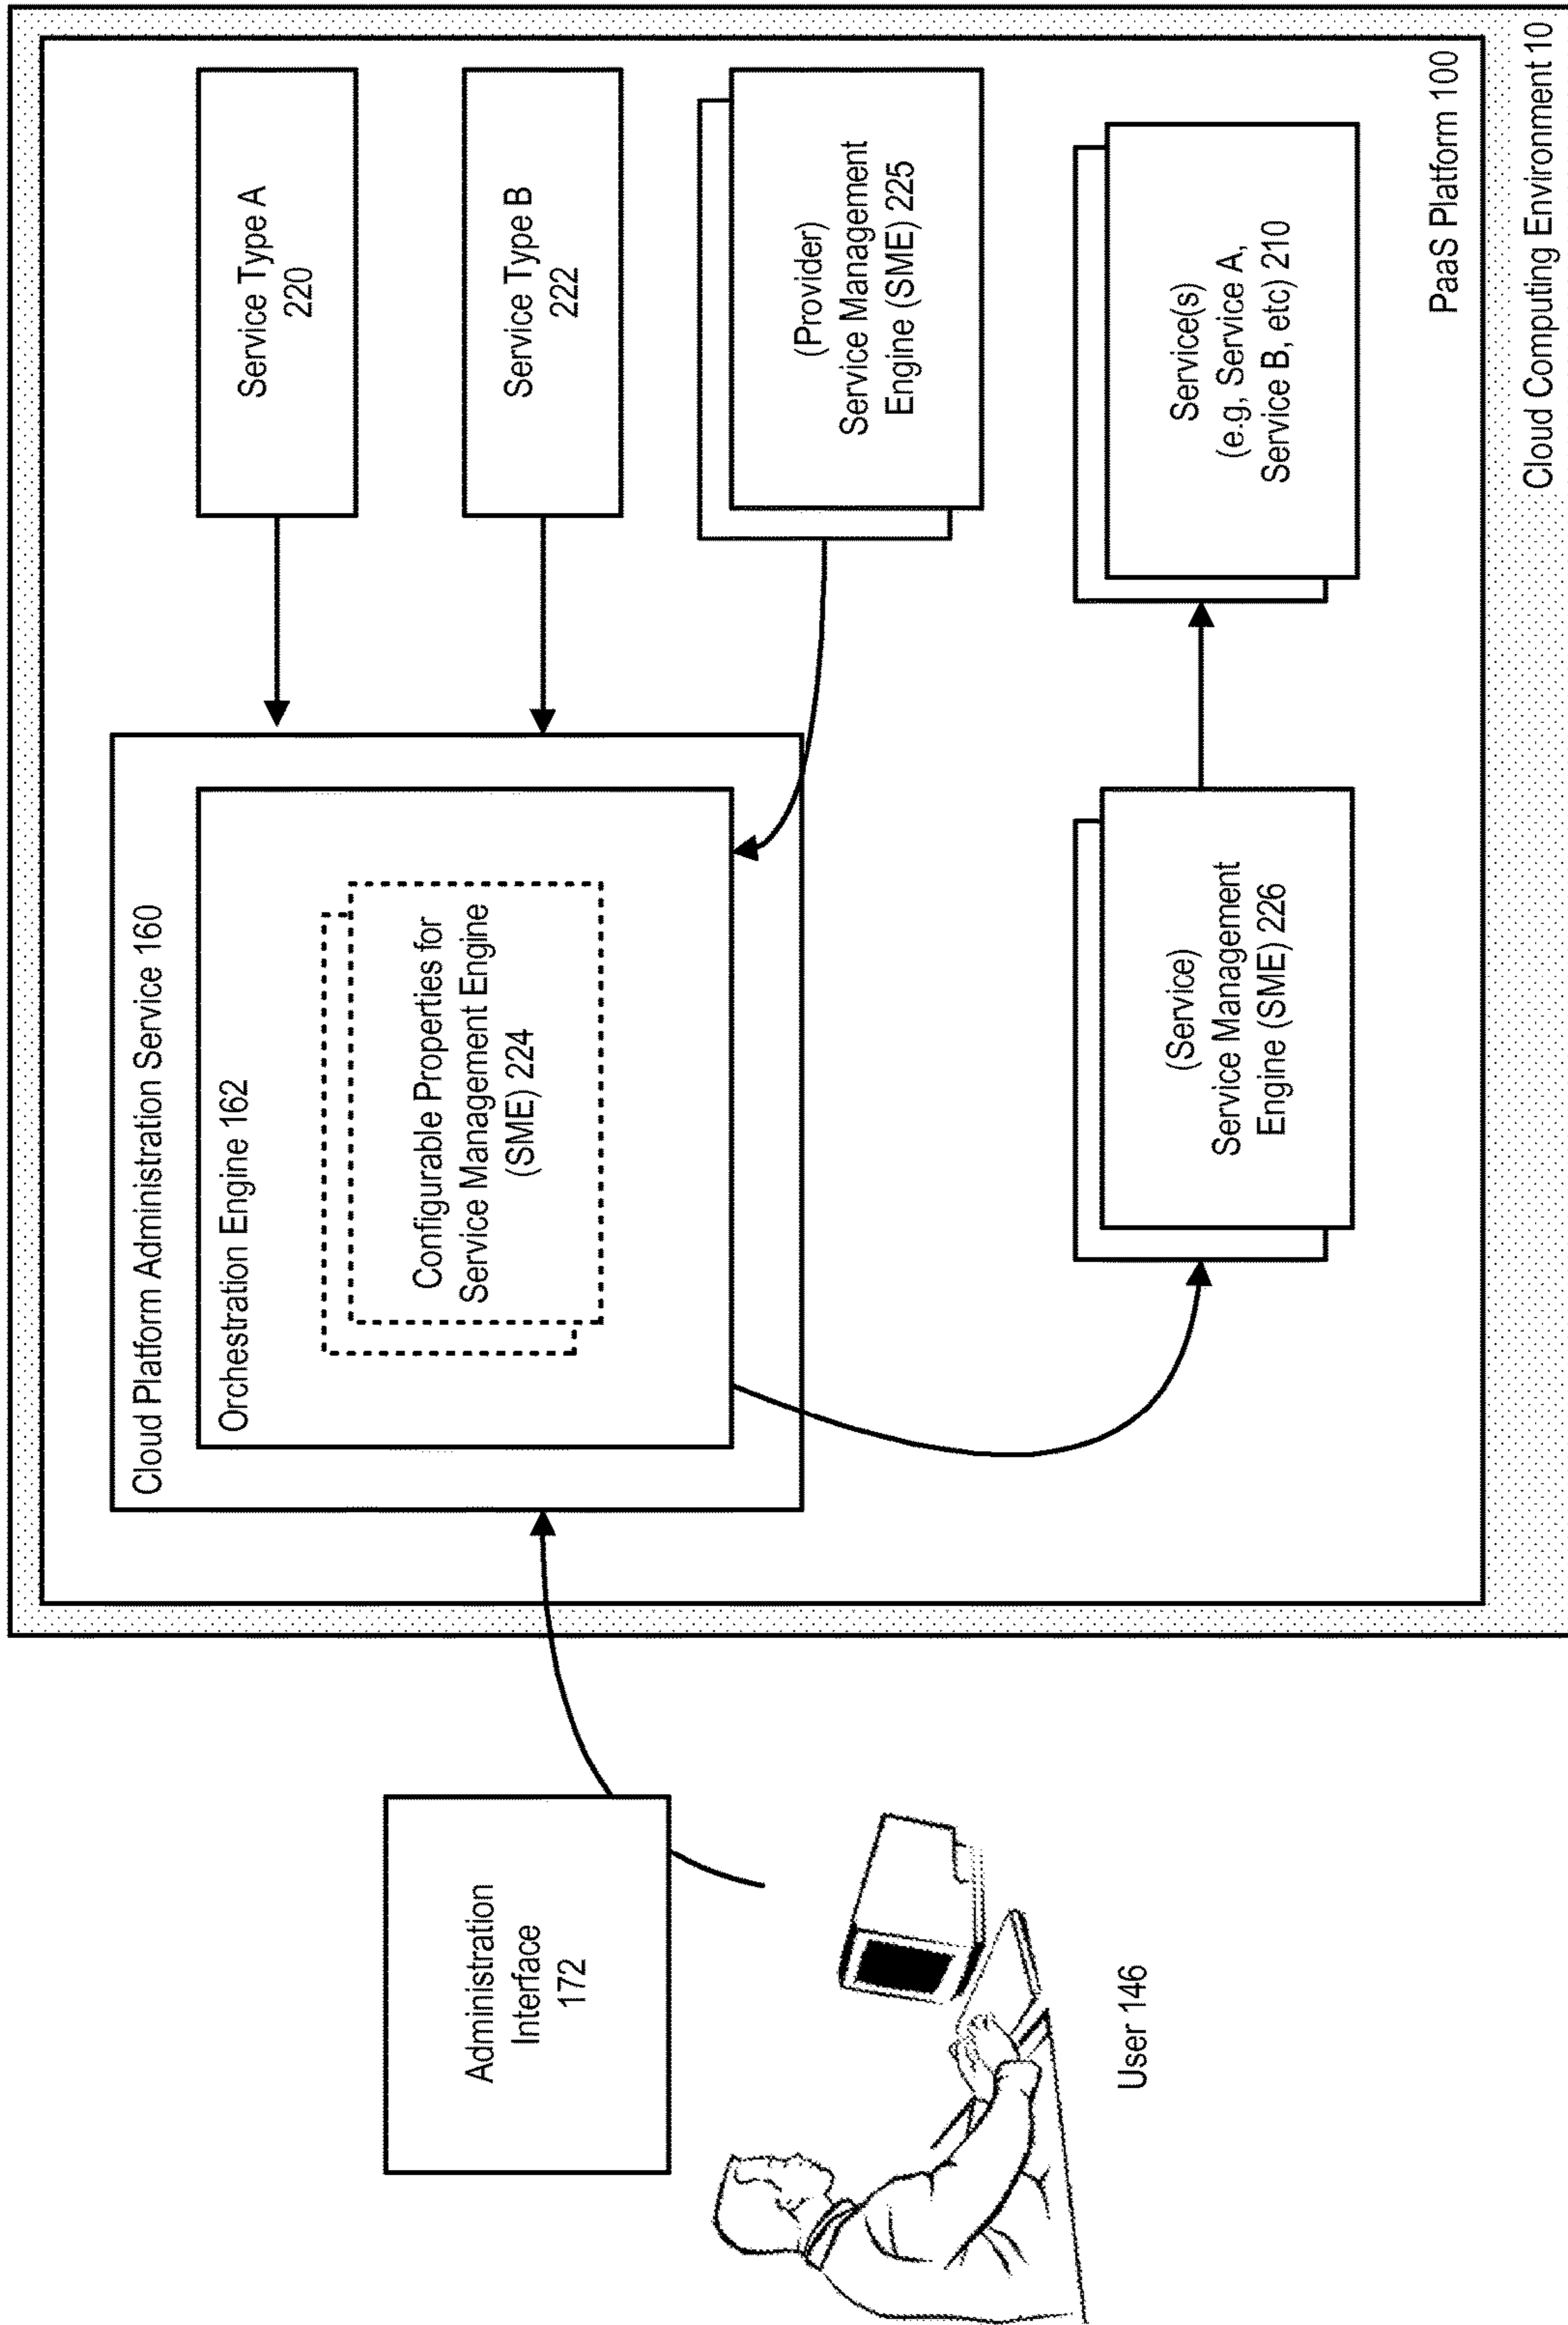 Administration
Interface
172
User 146
Cloud Platform Administration Service 160
Orchestration Engine 162
Configurable Properties for
Service Management Engine
(SME) 224
Service Type A
220
Service Type B
222
(Provider)
Service Management
Engine (SME) 225
(Service)
Service Management
Engine (SME) 226
Service(s)
(e.g, Service A,
Service B, etc) 210
PaaS Platform 100
Cloud Computing Environment 10